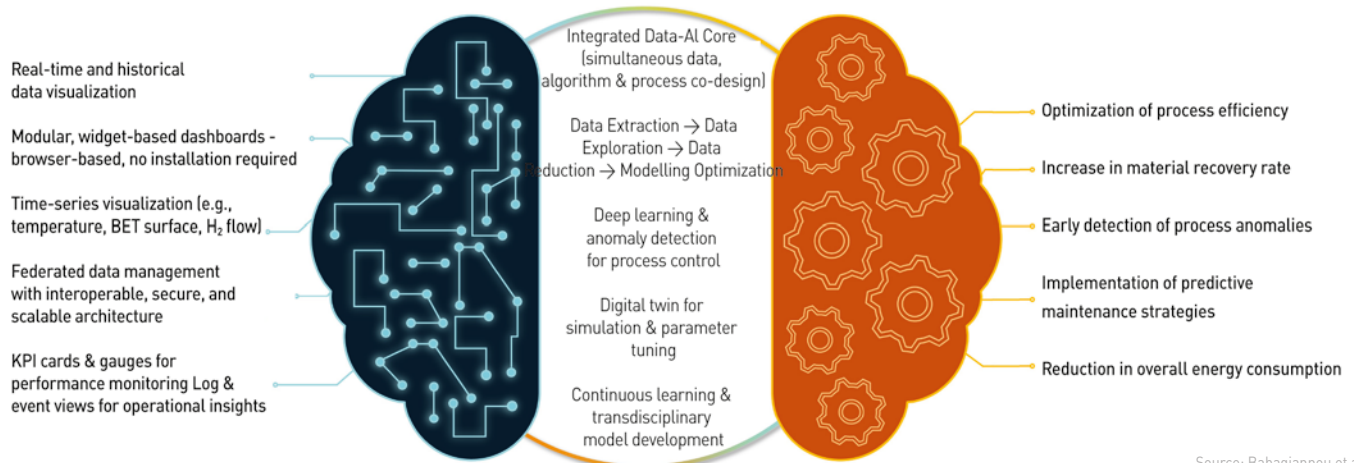 Real-time and historical
data visualization
Modular, widget-based dashboards -
browser-based, no installation required
Time-series visualization (e.g.,
temperature, BET surface, H₂ flow)
Federated data management
with interoperable, secure, and
scalable architecture
KPI cards & gauges for
performance monitoring Log &
event views for operational insights
Integrated Data-AI Core
(simultaneous data,
algorithm & process co-design)
Data Extraction → Data
Exploration → Data
Reduction → Modelling Optimization
Deep learning &
anomaly detection
for process control
Digital twin for
simulation & parameter
tuning
Continuous learning &
transdisciplinary
model development
Optimization of process efficiency
Increase in material recovery rate
Early detection of process anomalies
Implementation of predictive
maintenance strategies
Reduction in overall energy consumption
Source: